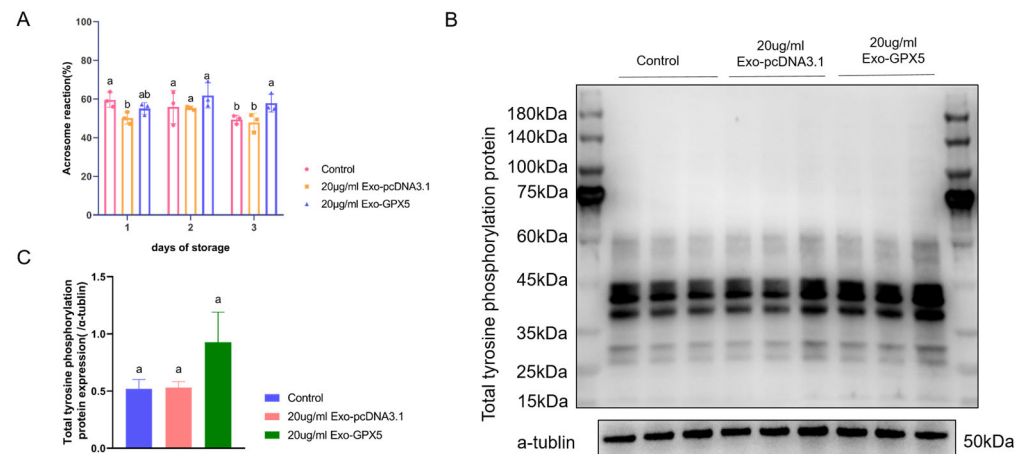 A
Acrosome reaction(%)
100
80
60
40
20
0
a
b
ab
a
a
a
b
b
a
1
2
3
days of storage
Control
20μg/ml Exo-pcDNA3.1
20μg/ml Exo-GPX5
B
Control
20ug/ml
Exo-pcDNA3.1
20ug/ml
Exo-GPX5
Total tyrosine phosphorylation protein
180kDa
140kDa
100kDa
75kDa
60kDa
45kDa
35kDa
25kDa
15kDa
a-tublin
50kDa
C
Total tyrosine phosphorylation
protein expression( /α-tublin)
1.5
1.0
0.5
0.0
a
a
a
Control
20ug/ml Exo-pcDNA3.1
20ug/ml Exo-GPX5